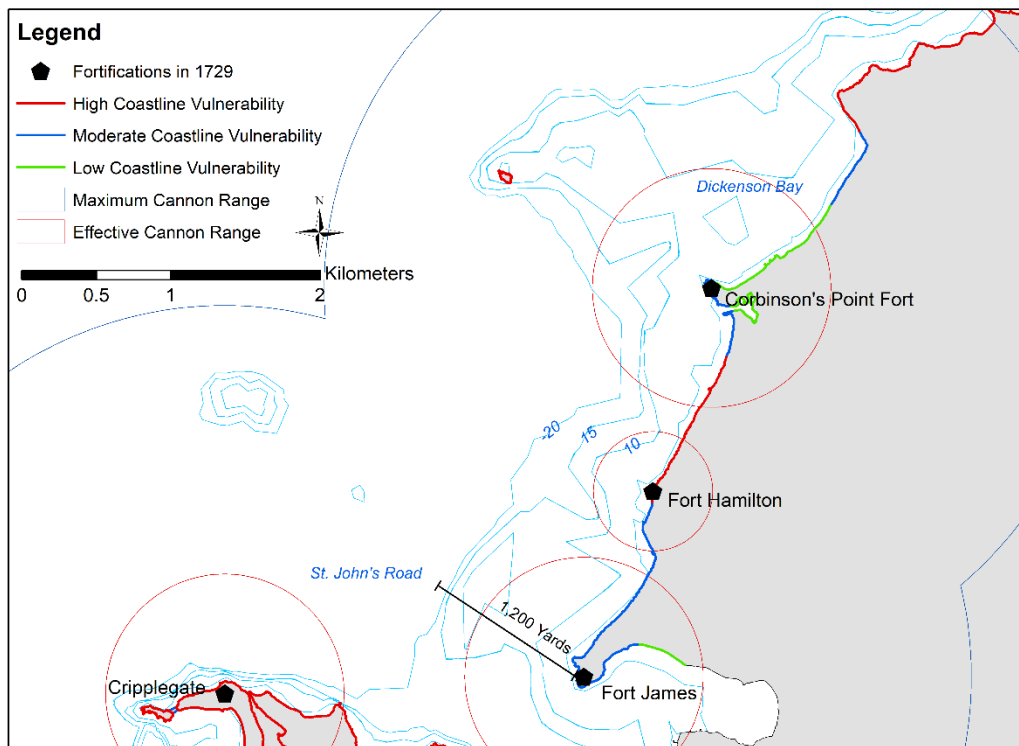 Legend
Fortifications in 1729
High Coastline Vulnerability
Moderate Coastline Vulnerability
Low Coastline Vulnerability
Maximum Cannon Range
Effective Cannon Range
N
Kilometers
0 0.5 1 2
Dickenson Bay
Corbinson's Point Fort
-20 15 10
Fort Hamilton
St. John's Road
1,200 Yards
Cripplegate
Fort James